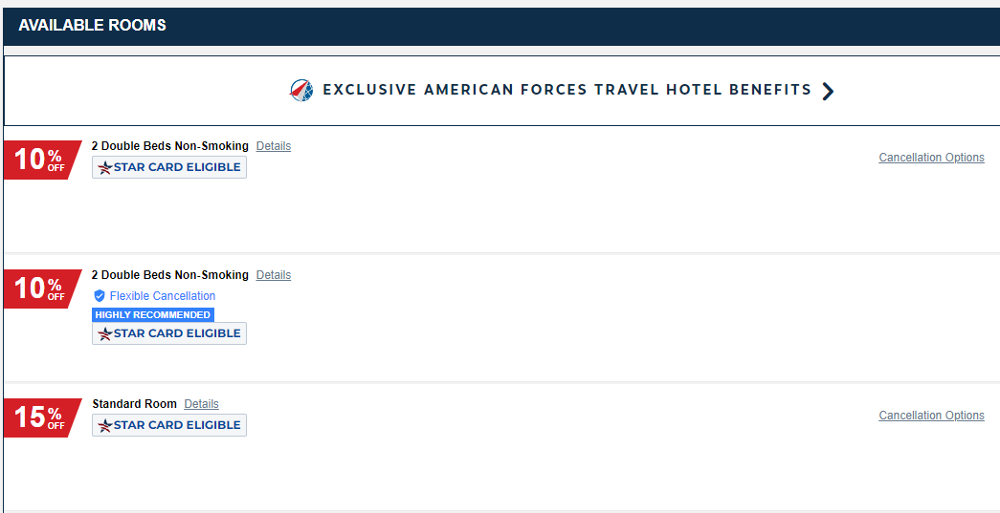 AVAILABLE ROOMS
EXCLUSIVE AMERICAN FORCES TRAVEL HOTEL BENEFITS
10% OFF
2 Double Beds Non-Smoking Details
STAR CARD ELIGIBLE
Cancellation Options
10% OFF
2 Double Beds Non-Smoking Details
Flexible Cancellation
HIGHLY RECOMMENDED
STAR CARD ELIGIBLE
15% OFF
Standard Room Details
STAR CARD ELIGIBLE
Cancellation Options